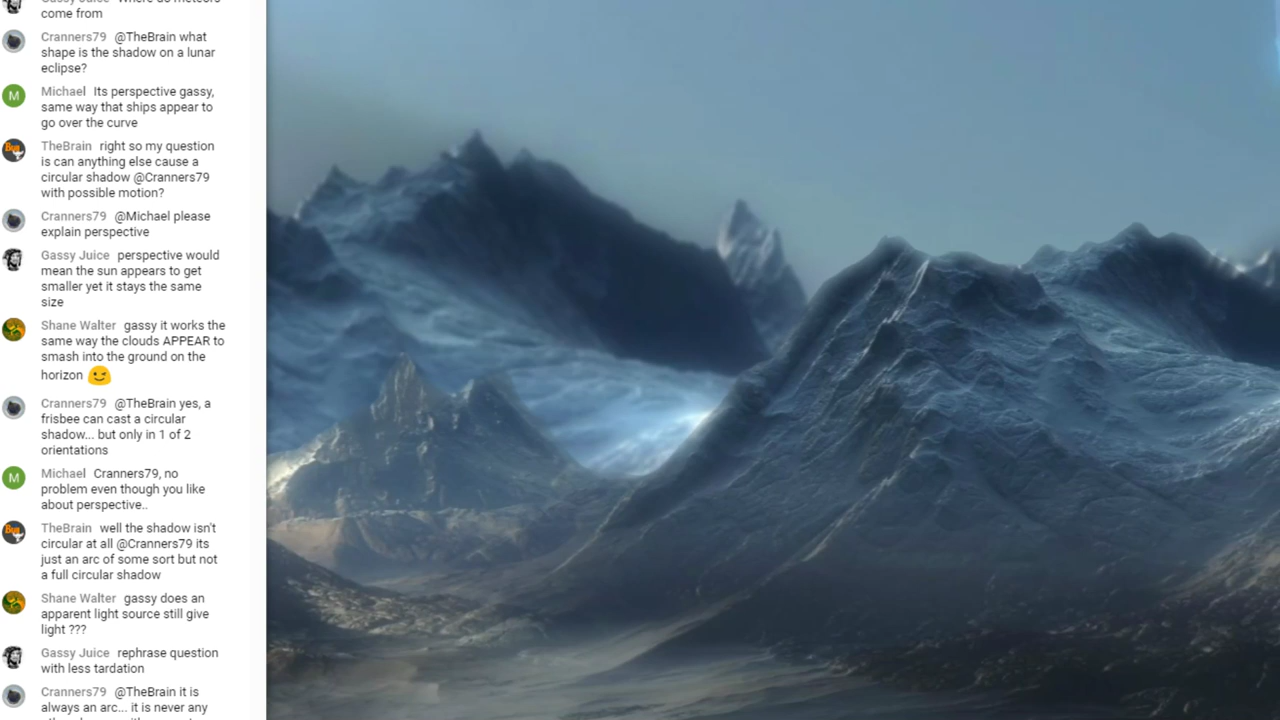 come from
Cranners79 @TheBrain what
shape is the shadow on a lunar
eclipse?
M Michael Its perspective gassy,
same way that ships appear to
go over the curve
TheBrain right so my question
is can anything else cause a
circular shadow @Cranners79
with possible motion?
Cranners79 @Michael please
explain perspective
Gassy Juice perspective would
mean the sun appears to get
smaller yet it stays the same
size
Shane Walter gassy it works the
same way the clouds APPEAR to
smash into the ground on the
horizon
Cranners79 @TheBrain yes, a
frisbee can cast a circular
shadow... but only in 1 of 2
orientations
M Michael Cranners79, no
problem even though you like
about perspective..
TheBrain well the shadow isn't
circular at all @Cranners79 its
just an arc of some sort but not
a full circular shadow
Shane Walter gassy does an
apparent light source still give
light ???
Gassy Juice rephrase question
with less tardation
Cranners79 @TheBrain it is
always an arc... it is never any